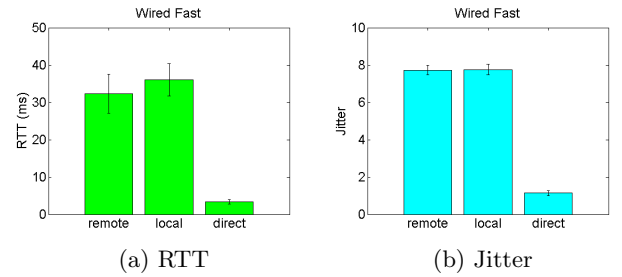 Wired Fast
50
40
30
20
10
0
RTT (ms)
remote local direct
(a) RTT
Wired Fast
10
8
6
4
2
0
Jitter
remote local direct
(b) Jitter